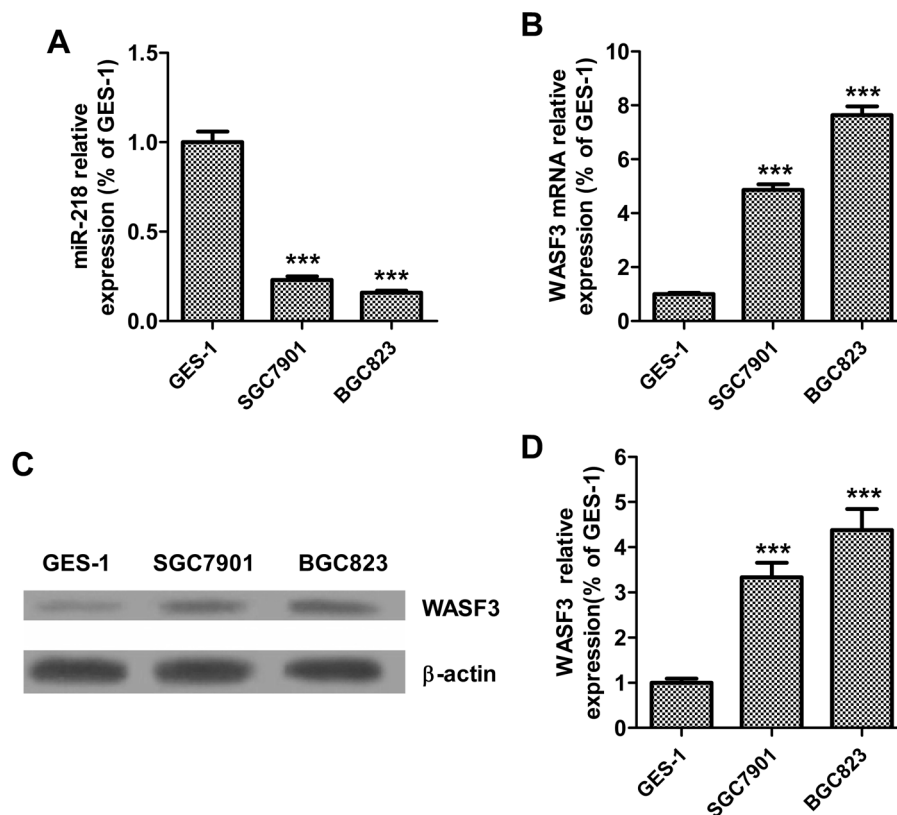 A
miR-218 relative
expression (% of GES-1)
1.5
1.0
0.5
0.0
***
***
GES-1
SGC7901
BGC823
B
WASF3 mRNA relative
expression (% of GES-1)
10
8
6
4
2
0
***
***
GES-1
SGC7901
BGC823
C
GES-1 SGC7901 BGC823
WASF3
β-actin
D
WASF3 relative
expression(% of GES-1)
6
5
4
3
2
1
0
***
***
GES-1
SGC7901
BGC823